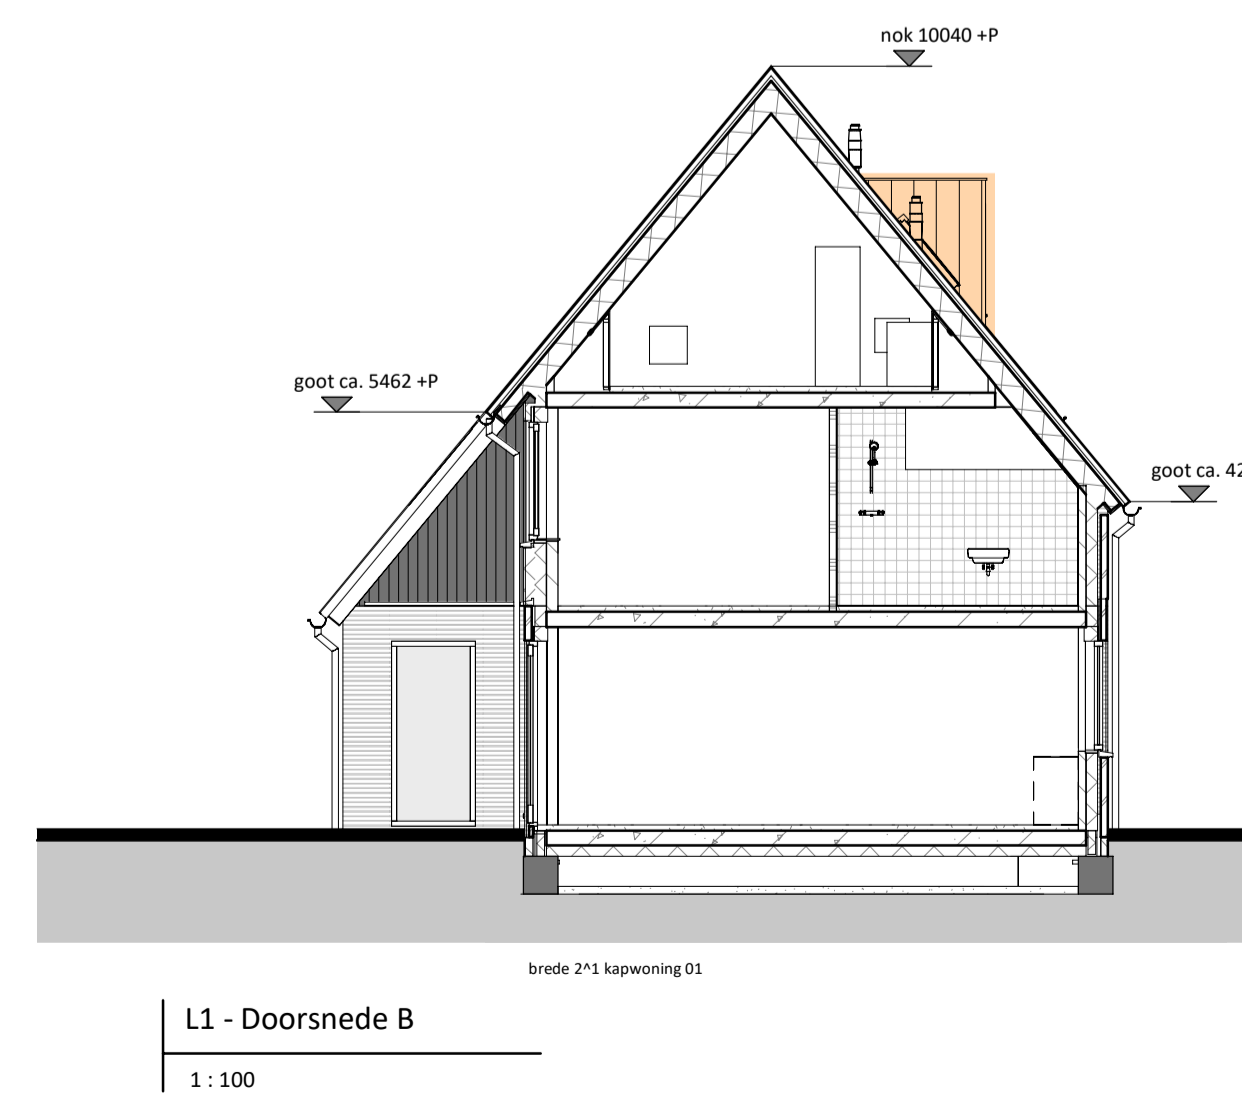 nok 10040 +P
goot ca. 5462 +P
goot ca. 42
brede 2^1 kapwoning 01
L1 - Doorsnede B
1 : 100